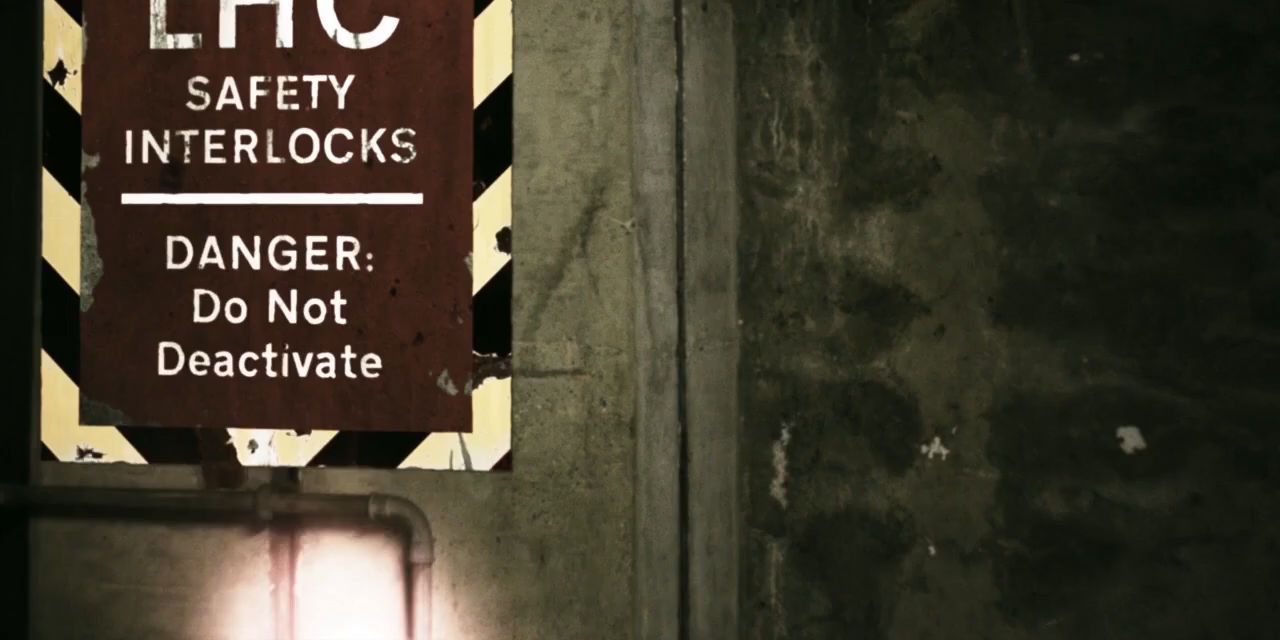 LHC
SAFETY
INTERLOCKS
DANGER:
Do Not
Deactivate